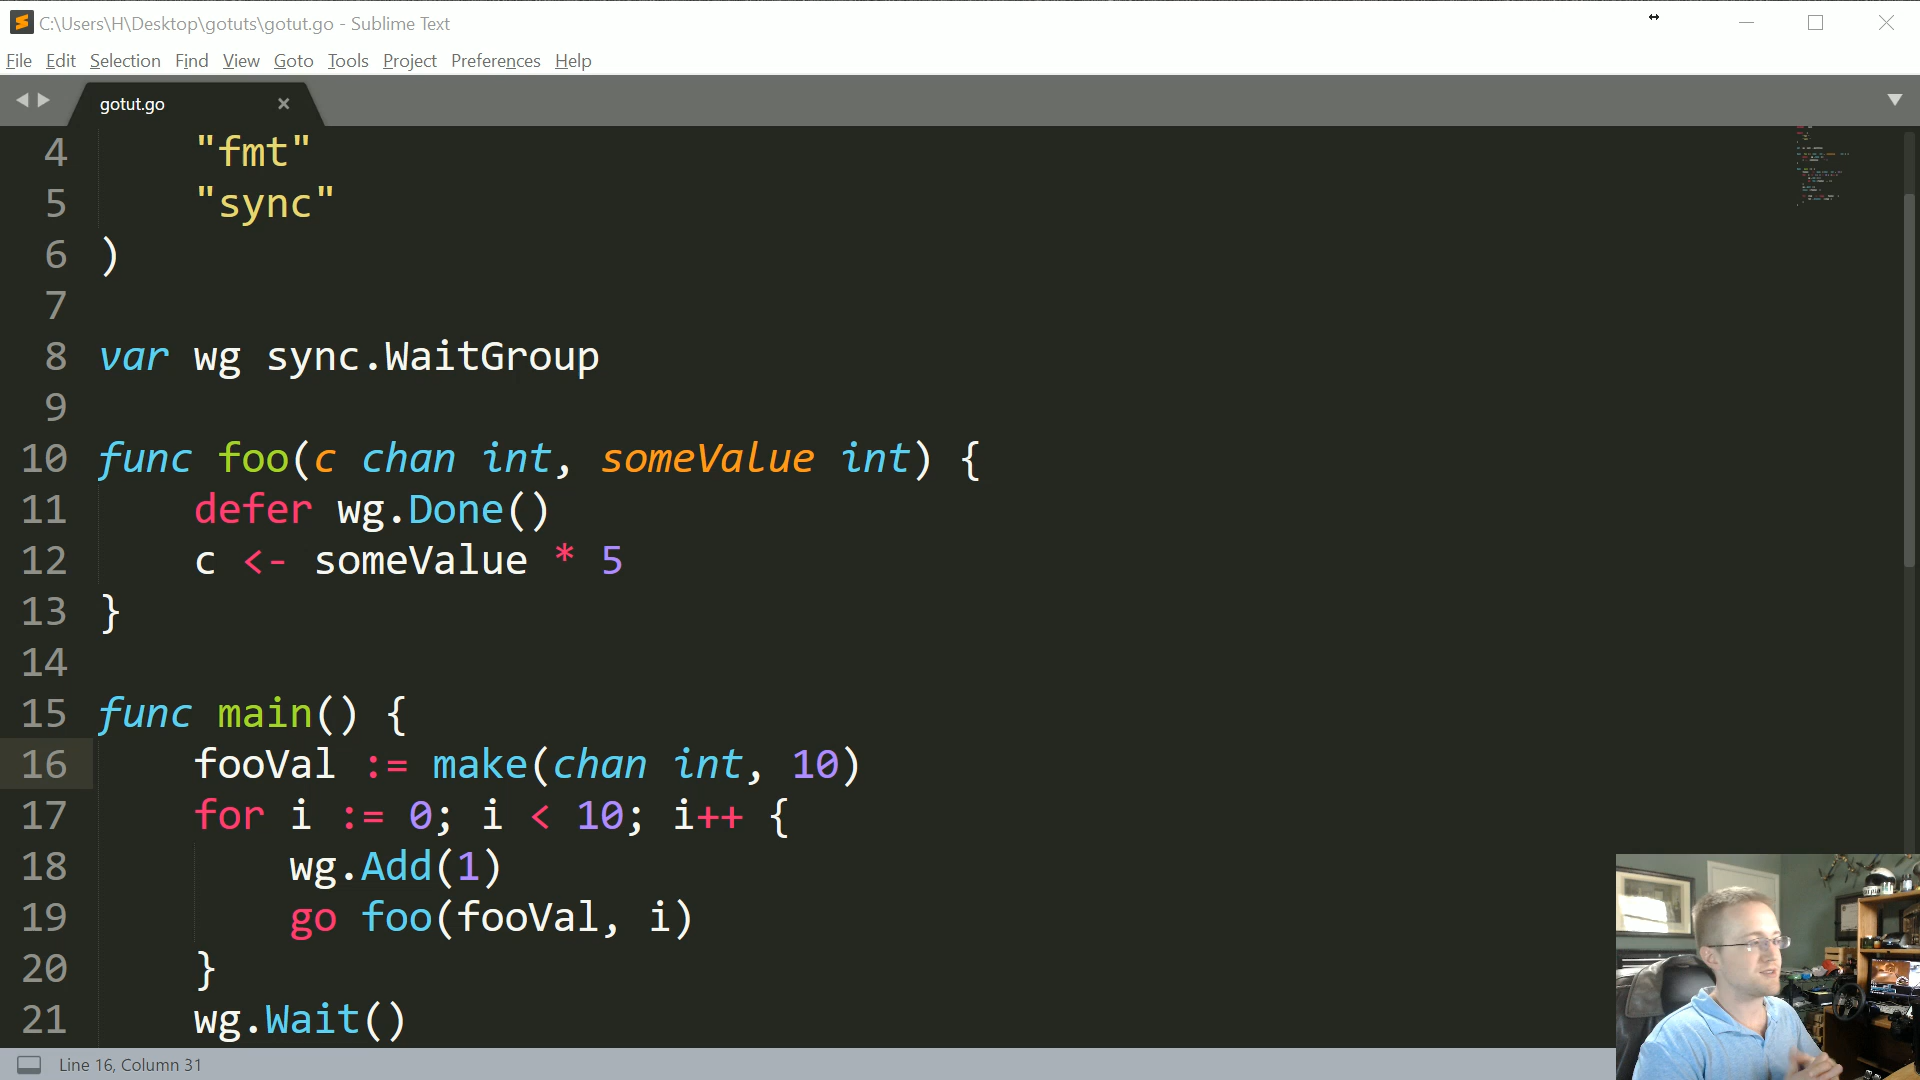 C:\Users\H\Desktop\gotuts\gotut.go - Sublime Text
File Edit Selection Find View Goto Tools Project Preferences Help
gotut.go ×
4 "fmt"
5 "sync"
6 )
7
8 var wg sync.WaitGroup
9
10 func foo(c chan int, someValue int) {
11 defer wg.Done()
12 c <- someValue * 5
13 }
14
15 func main() {
16 fooVal := make(chan int, 10)
17 for i := 0; i < 10; i++ {
18 wg.Add(1)
19 go foo(fooVal, i)
20 }
21 wg.Wait()
Line 16, Column 31